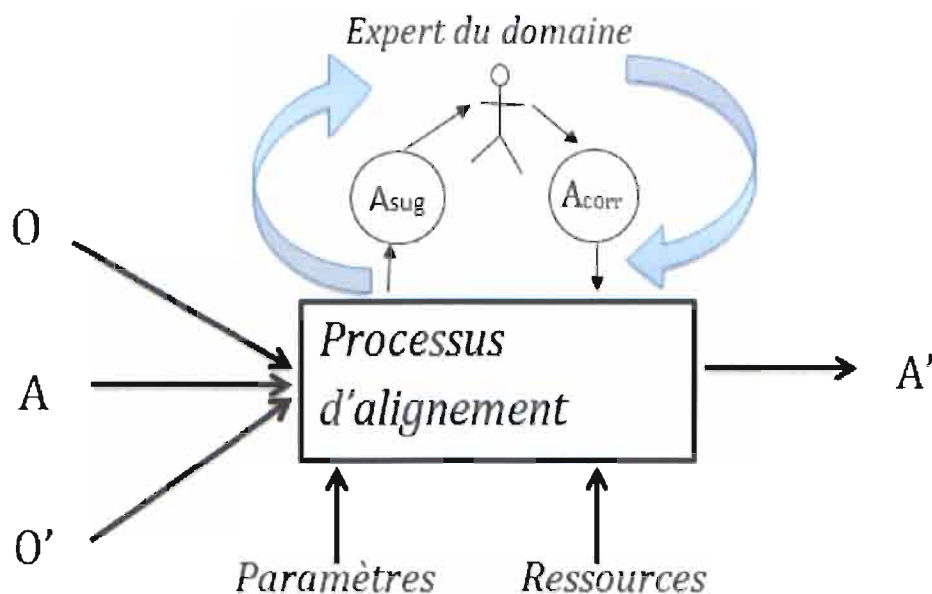 Expert du domaine
Asug
Acorr
O
A
O'
Processus
d'alignement
A'
Paramètres
Ressources